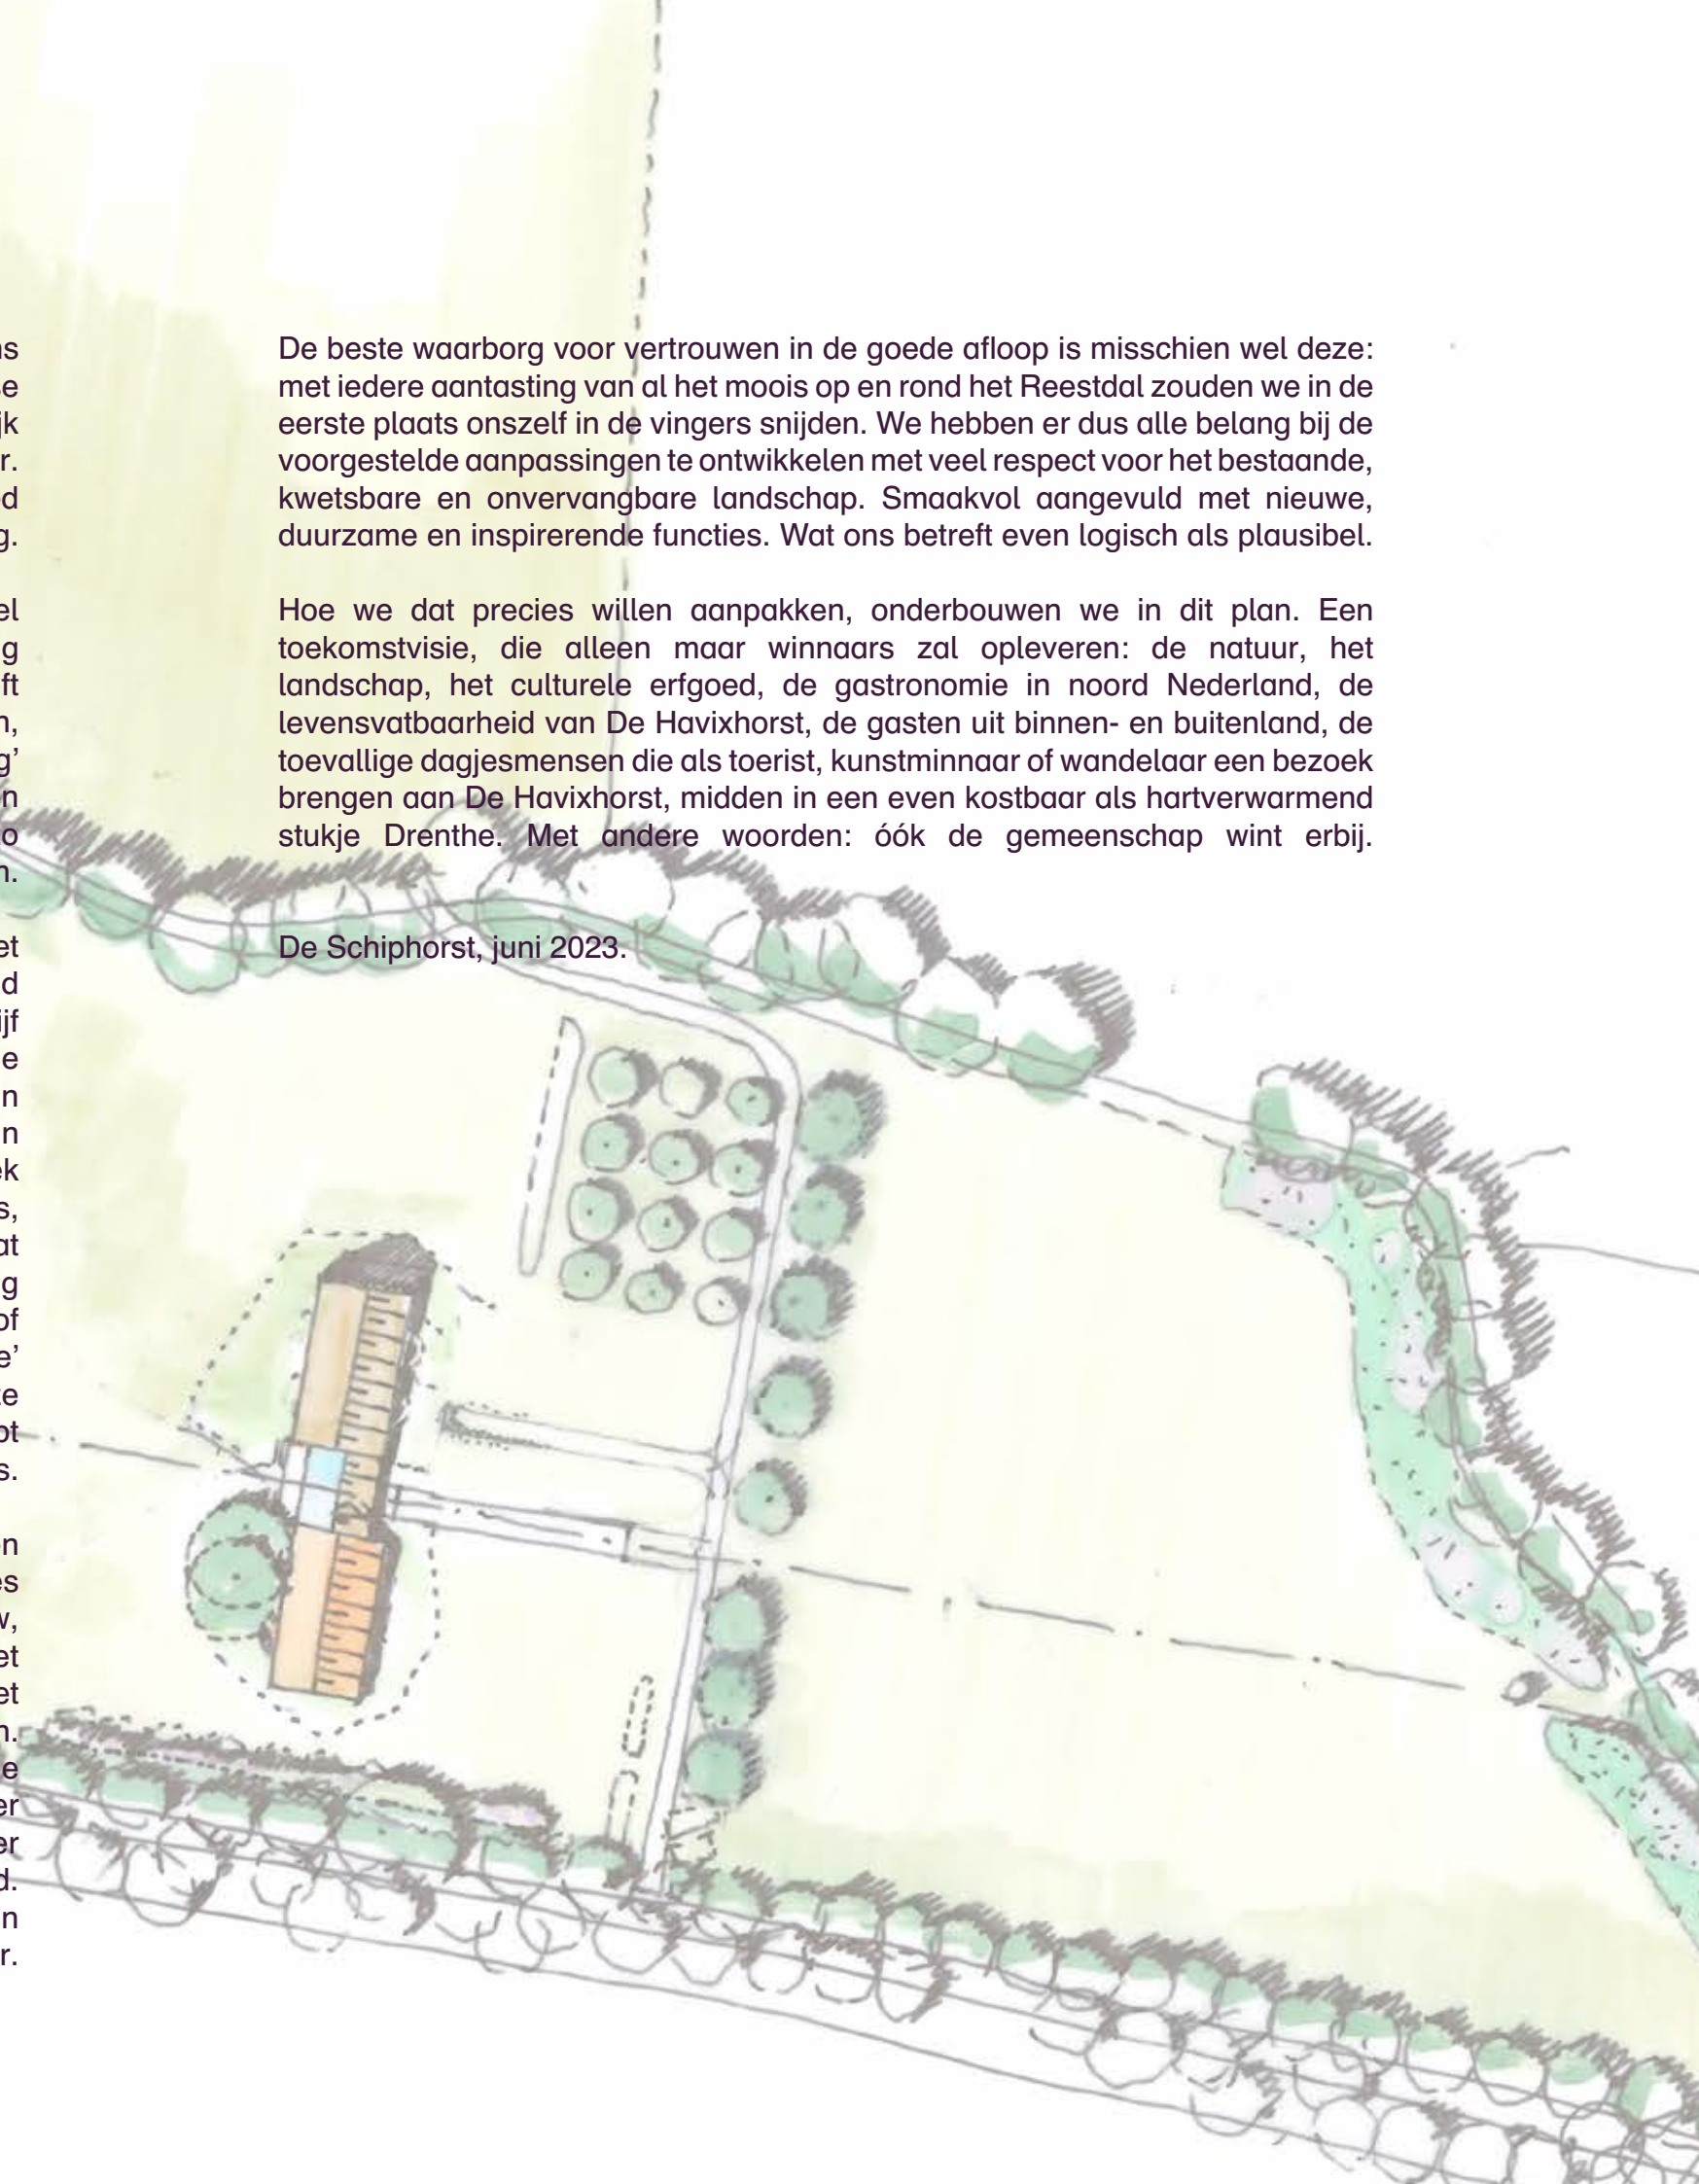 De beste waarborg voor vertrouwen in de goede afloop is misschien wel deze:
met iedere aantasting van al het moois op en rond het Reestdal zouden we in de
eerste plaats onszelf in de vingers snijden. We hebben er dus alle belang bij de
voorgestelde aanpassingen te ontwikkelen met veel respect voor het bestaande,
kwetsbare en onvervangbare landschap. Smaakvol aangevuld met nieuwe,
duurzame en inspirerende functies. Wat ons betreft even logisch als plausibel.
Hoe we dat precies willen aanpakken, onderbouwen we in dit plan. Een
toekomstvisie, die alleen maar winnaars zal opleveren: de natuur, het
landschap, het culturele erfgoed, de gastronomie in noord Nederland, de
levensvatbaarheid van De Havixhorst, de gasten uit binnen- en buitenland, de
toevallige dagjesmensen die als toerist, kunstminnaar of wandelaar een bezoek
brengen aan De Havixhorst, midden in een even kostbaar als hartverwarmend
stukje Drenthe. Met andere woorden: óók de gemeenschap wint erbij.
De Schiphorst, juni 2023.